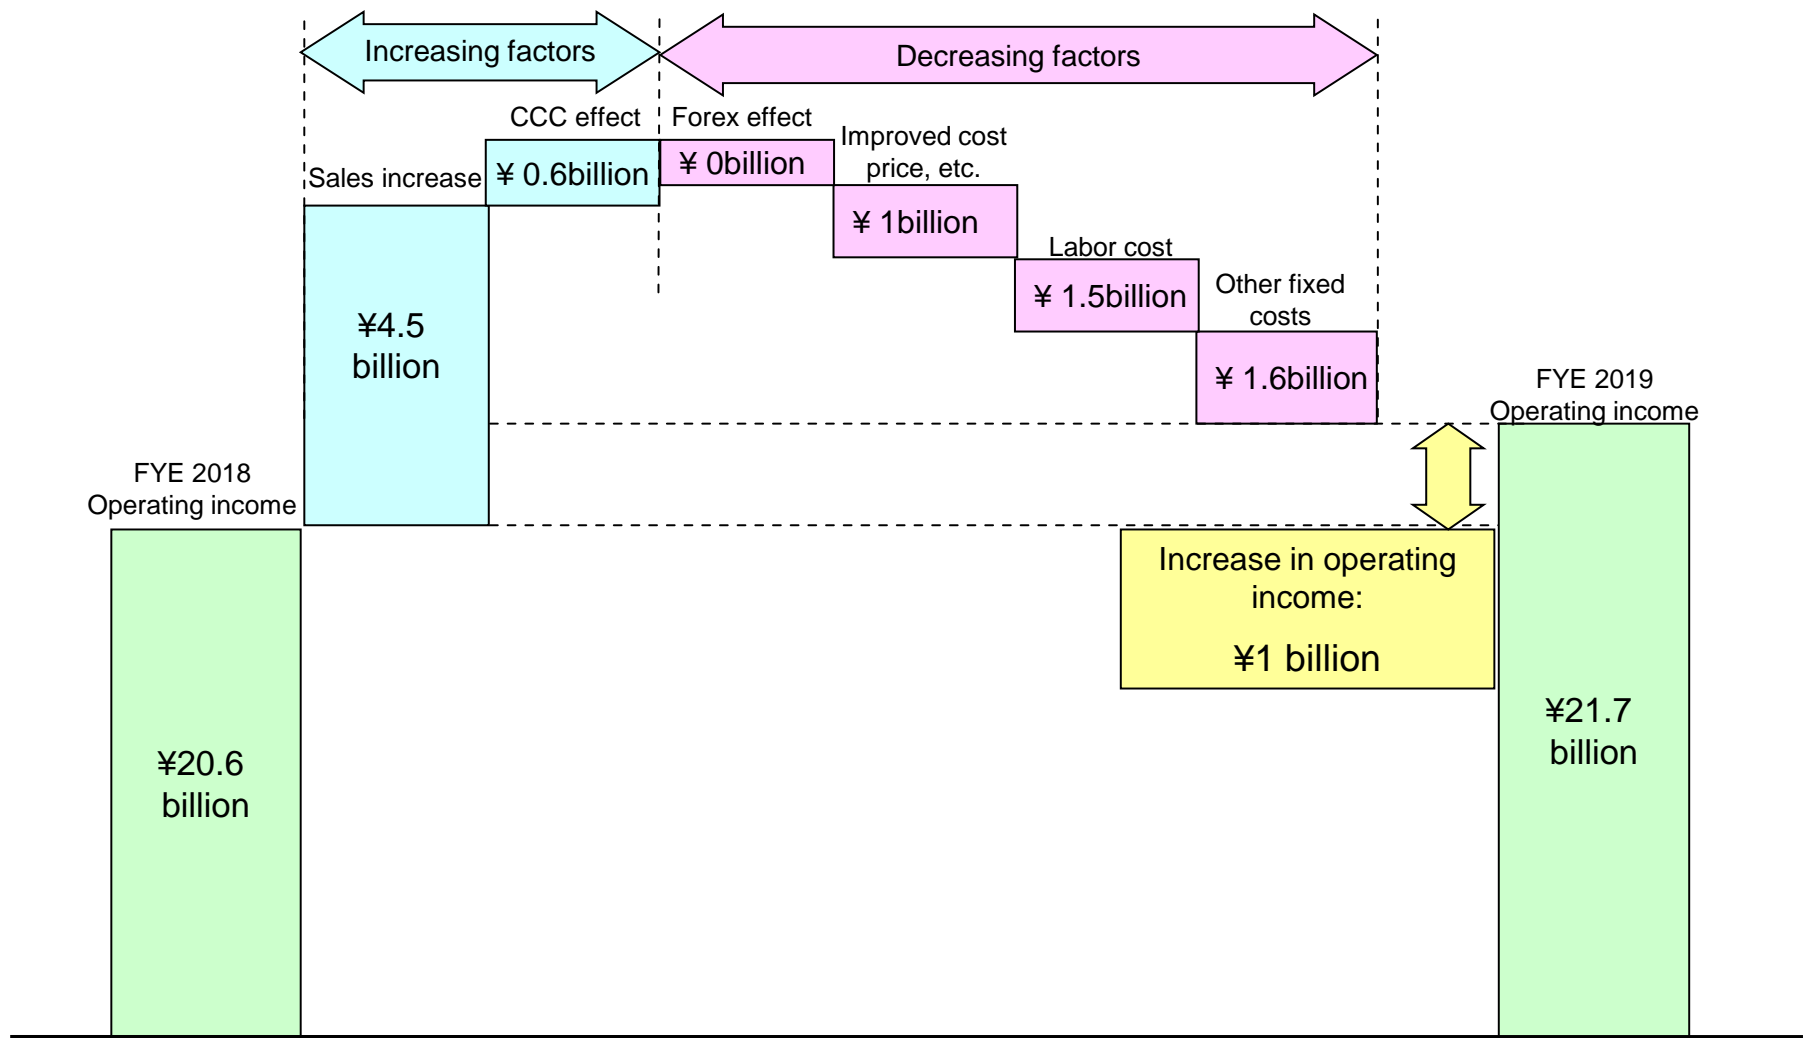 Increasing factors
Decreasing factors
CCC effect
Forex effect
Improved cost
price, etc.
Sales increase
¥ 0.6billion
¥ 0billion
¥ 1billion
Labor cost
¥ 1.5billion
Other fixed
costs
¥ 1.6billion
¥4.5
billion
FYE 2019
Operating income
FYE 2018
Operating income
Increase in operating
income:
¥1 billion
¥21.7
billion
¥20.6
billion